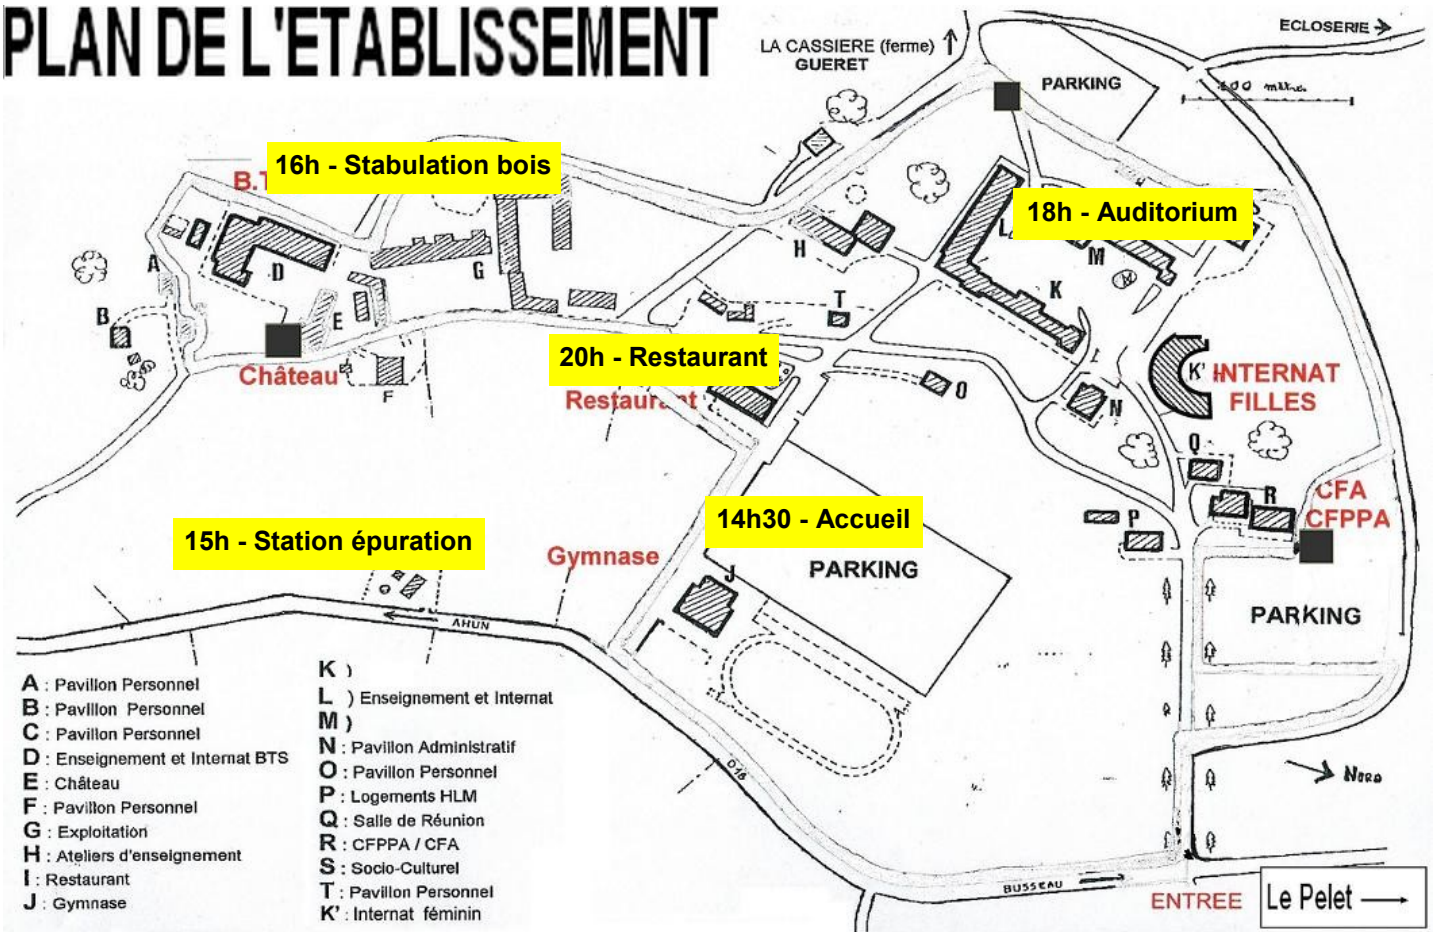 PLAN DE L'ETABLISSEMENT
LA CASSIERE (ferme)
GUERET
ECLOSERIE
PARKING
100 mètre
16h - Stabulation bois
B.T
18h - Auditorium
L
M
H
A
D
G
K
B
E
T
20h - Restaurant
Château
F
Restaurant
O
N
K'
INTERNAT
FILLES
Q
R
CFA
CFPPA
14h30 - Accueil
P
15h - Station épuration
Gymnase
J
PARKING
PARKING
AHUN
D18
NORD
BUSSEAU
ENTREE
Le Pelet
A : Pavillon Personnel
B : Pavillon Personnel
C : Pavillon Personnel
D : Enseignement et Internat BTS
E : Château
F : Pavillon Personnel
G : Exploitation
H : Ateliers d'enseignement
I : Restaurant
J : Gymnase
K )
L ) Enseignement et Internat
M )
N : Pavillon Administratif
O : Pavillon Personnel
P : Logements HLM
Q : Salle de Réunion
R : CFPPA / CFA
S : Socio-Culturel
T : Pavillon Personnel
K' : Internat féminin